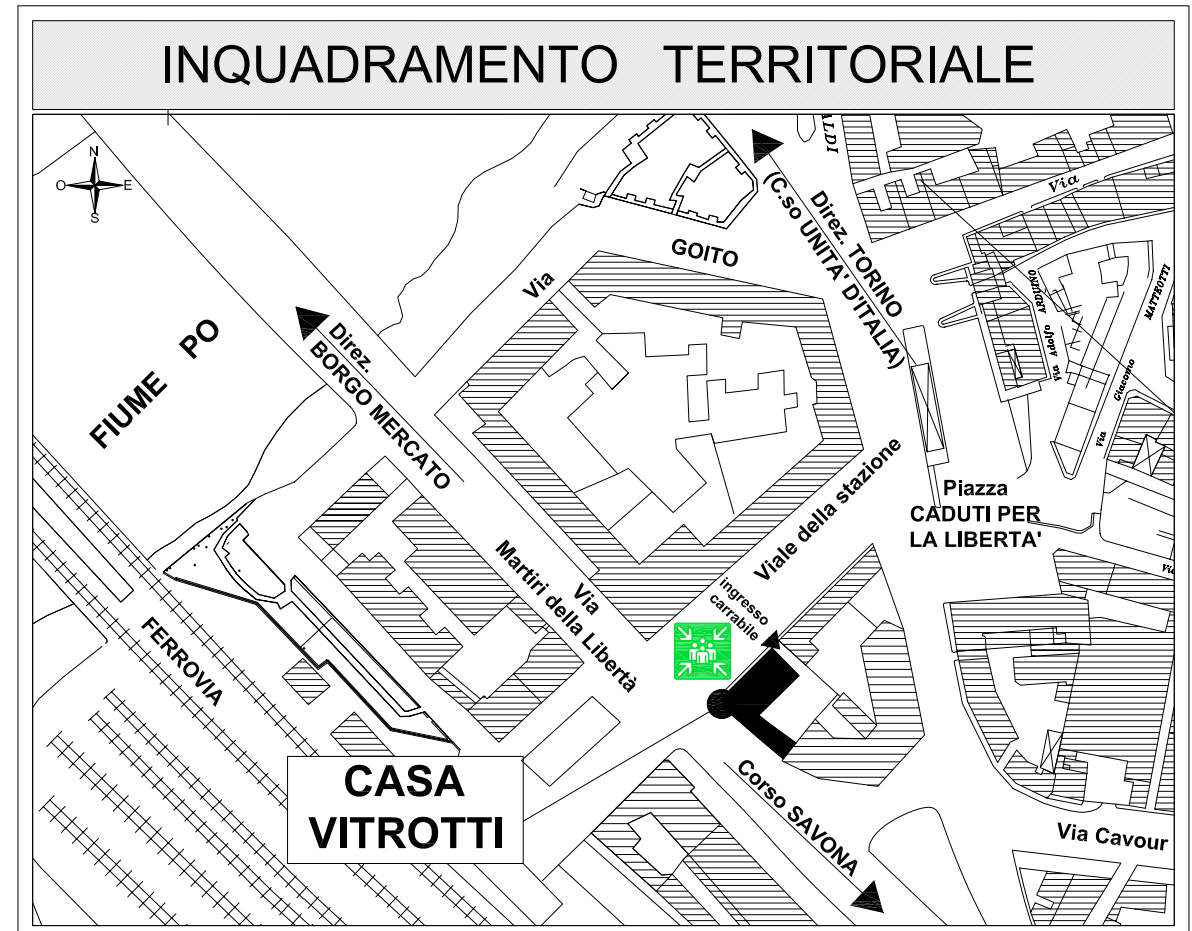 INQUADRAMENTO TERRITORIALE
N
O E
S
ALDI
Via
Direz. TORINO
(C.so UNITA' D'ITALIA)
GOITO
Via
Via Adolfo ARDUINO
Via Giacomo MATTEOTTI
FIUME PO
Direz.
BORGO MERCATO
Piazza
CADUTI PER
LA LIBERTA'
Viale della stazione
Via
Martiri della Libertà
ingresso
carrabile
Via
FERROVIA
CASA
VITROTTI
Corso SAVONA
Via Cavour